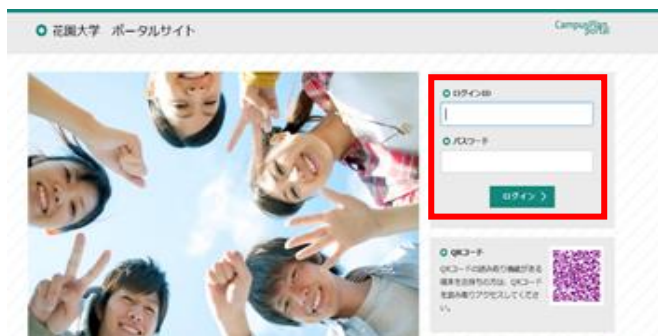 花園大学 ポータルサイト
CampusPlan
portal
ログインID
パスワード
ログイン
QRコード
QRコードの読み取り機能がある
端末をお持ちの方は、QRコード
を読み取りアクセスしてくださ
い。